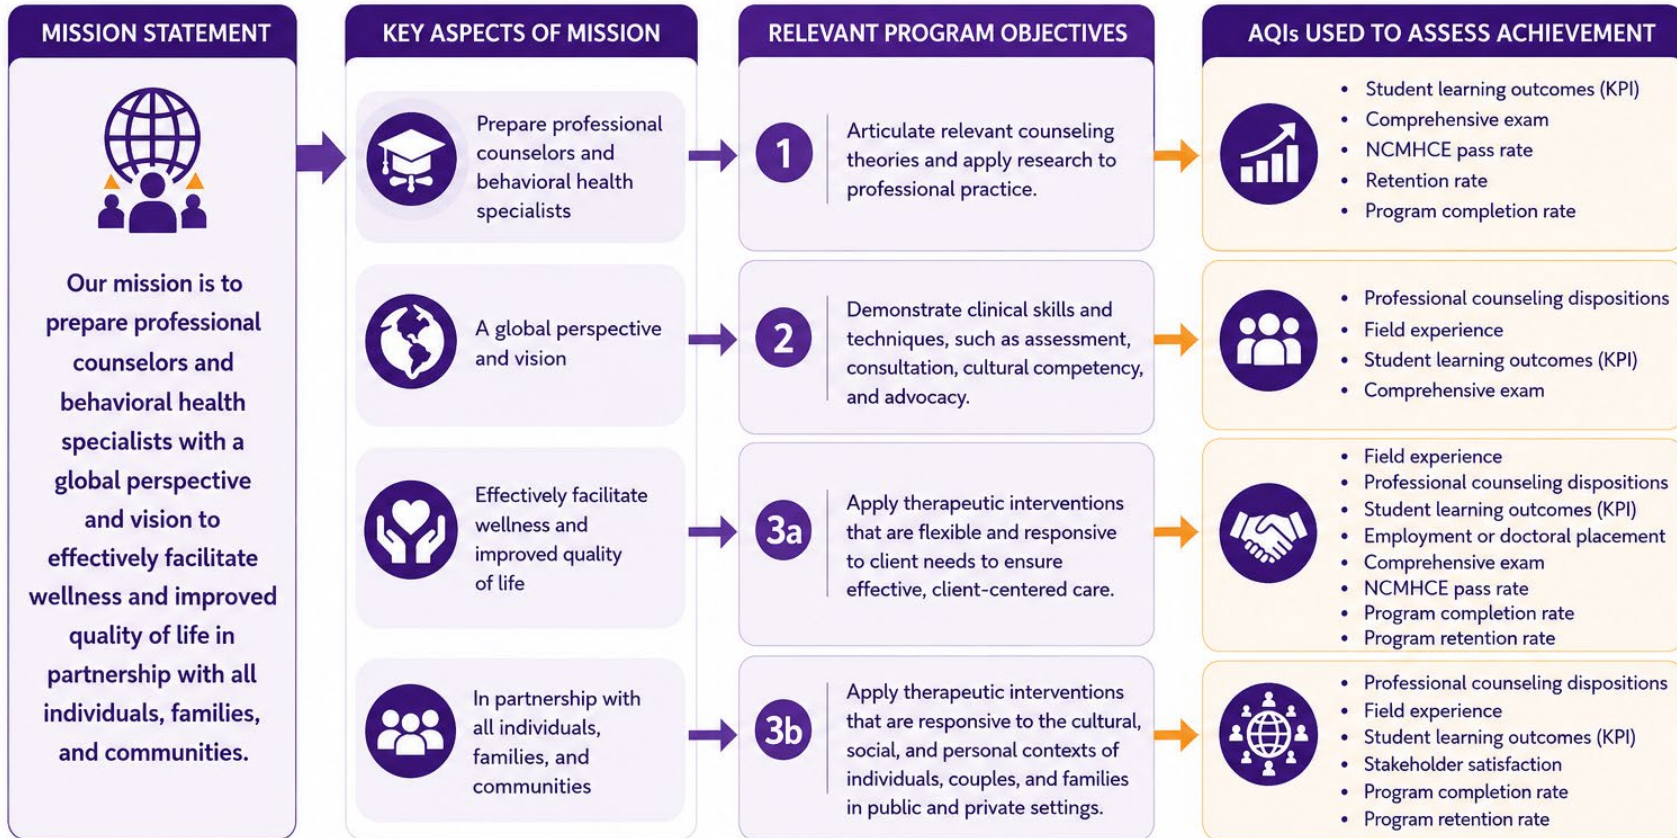 MISSION STATEMENT
Our mission is to
prepare professional
counselors and
behavioral health
specialists with a
global perspective
and vision to
effectively facilitate
wellness and improved
quality of life in
partnership with all
individuals, families,
and communities.
KEY ASPECTS OF MISSION
Prepare professional
counselors and
behavioral health
specialists
A global perspective
and vision
Effectively facilitate
wellness and
improved quality
of life
In partnership with
all individuals,
families, and
communities
RELEVANT PROGRAM OBJECTIVES
1
Articulate relevant counseling
theories and apply research to
professional practice.
2
Demonstrate clinical skills and
techniques, such as assessment,
consultation, cultural competency,
and advocacy.
3a
Apply therapeutic interventions
that are flexible and responsive
to client needs to ensure
effective, client-centered care.
3b
Apply therapeutic interventions
that are responsive to the cultural,
social, and personal contexts of
individuals, couples, and families
in public and private settings.
AQIs USED TO ASSESS ACHIEVEMENT
• Student learning outcomes (KPI)
• Comprehensive exam
• NCMHCE pass rate
• Retention rate
• Program completion rate
• Professional counseling dispositions
• Field experience
• Student learning outcomes (KPI)
• Comprehensive exam
• Field experience
• Professional counseling dispositions
• Student learning outcomes (KPI)
• Employment or doctoral placement
• Comprehensive exam
• NCMHCE pass rate
• Program completion rate
• Program retention rate
• Professional counseling dispositions
• Field experience
• Student learning outcomes (KPI)
• Stakeholder satisfaction
• Program completion rate
• Program retention rate